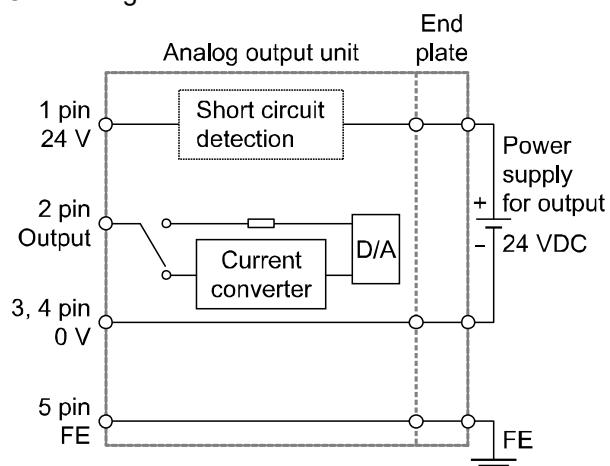 End
plate
Analog output unit
1 pin
24 V
Short circuit
detection
Power
supply
for output
24 VDC
+
−
2 pin
Output
D/A
Current
converter
3, 4 pin
0 V
5 pin
FE
FE